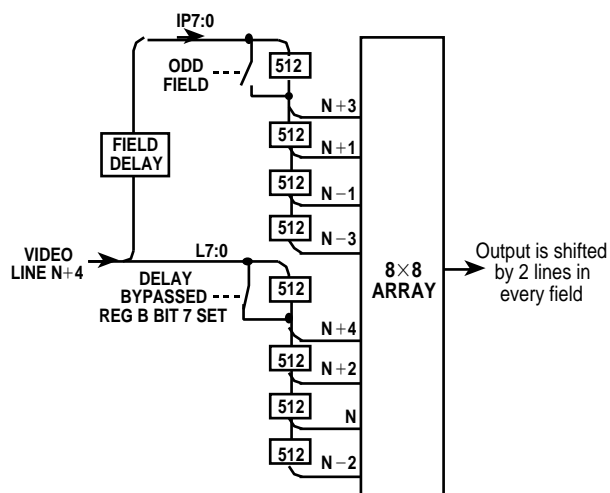 IP7:0
512
ODD
FIELD
N+3
512
N+1
FIELD
DELAY
512
N−1
512
N−3
VIDEO
LINE N+4
L7:0
DELAY
BYPASSED
REG B BIT 7 SET
512
8×8
ARRAY
Output is shifted
by 2 lines in
every field
N+4
512
N+2
512
N
512
N−2